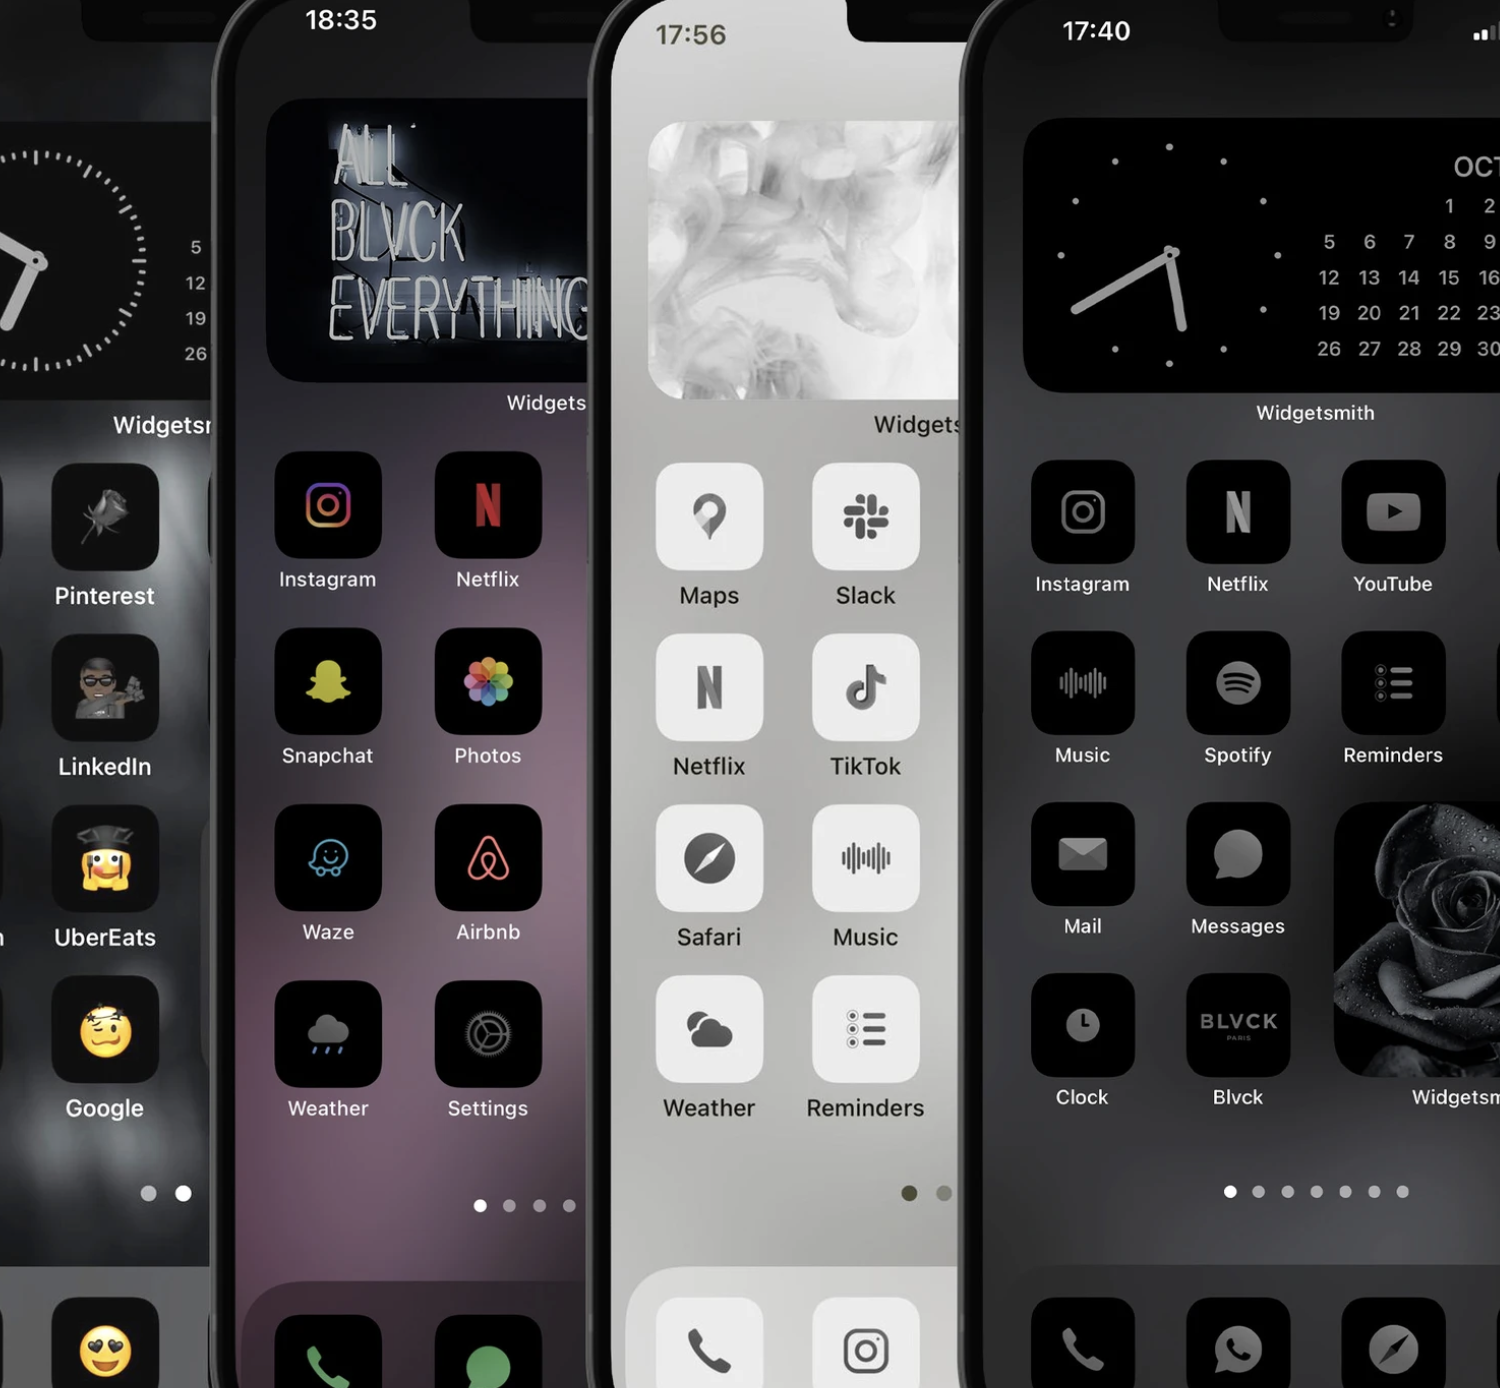 5
12
19
26
Widgetsr
Pinterest
LinkedIn
UberEats
Google
18:35
ALL
BLVCK
EVERYTHING
Widgets
Instagram Netflix
Snapchat Photos
Waze Airbnb
Weather Settings
17:56
Widgets
Maps Slack
Netflix TikTok
Safari Music
Weather Reminders
17:40
OCT
1 2
5 6 7 8 9
12 13 14 15 16
19 20 21 22 23
26 27 28 29 30
Widgetsmith
Instagram Netflix YouTube
Music Spotify Reminders
Mail Messages
BLVCK
PARIS
Clock Blvck Widgetsm